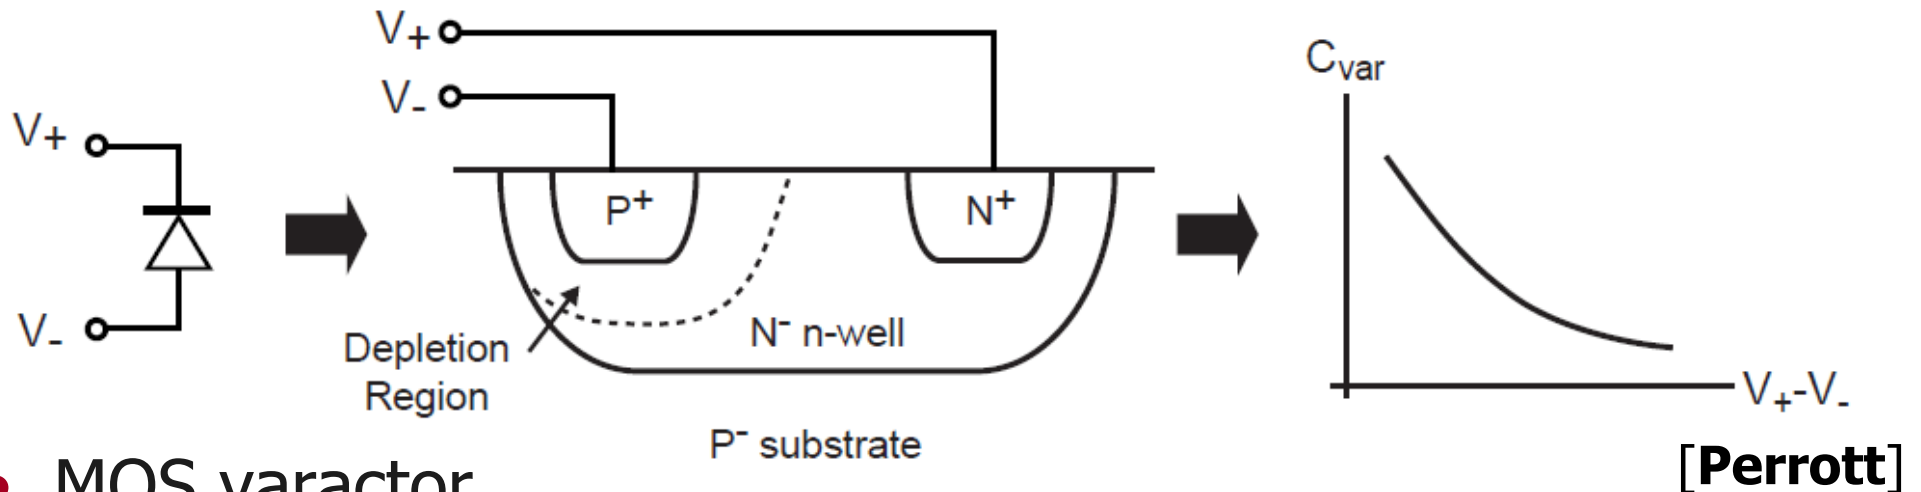 V+
V-
V+
V-
P+
N+
Depletion
Region
N- n-well
P- substrate
Cvar
V+-V-
• MOS varactor
[Perrott]